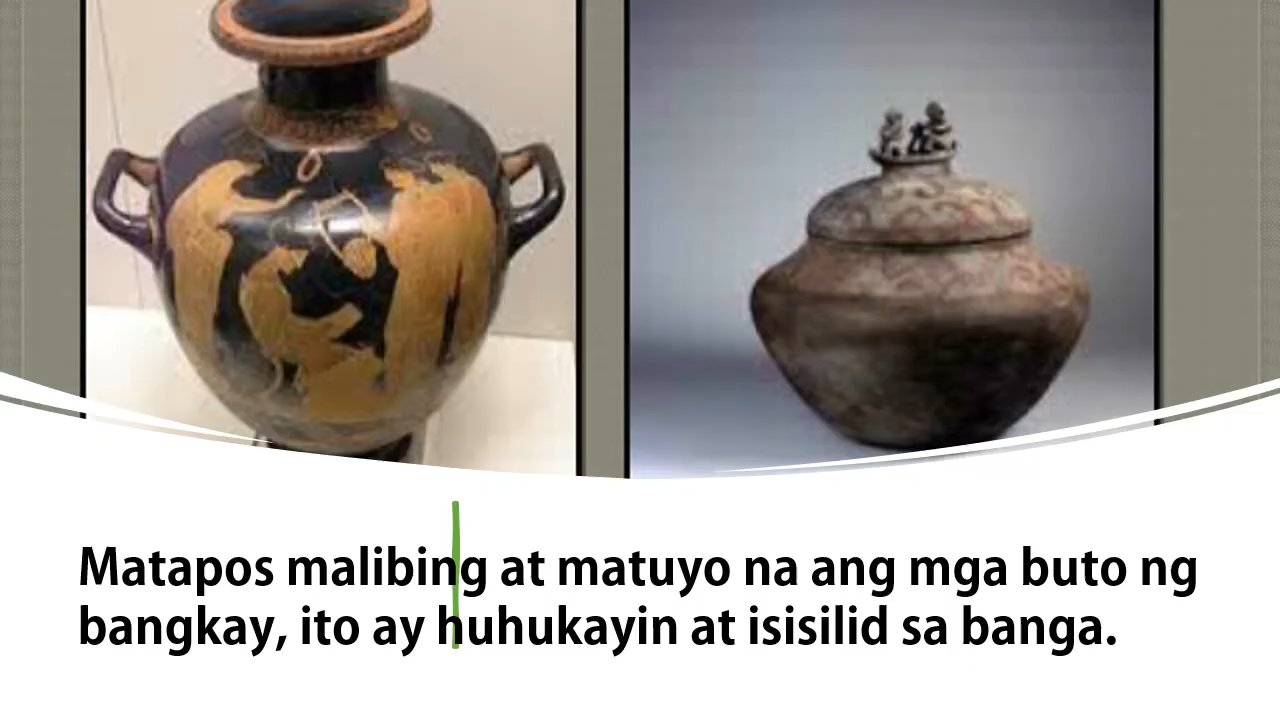 Matapos malibing at matuyo na ang mga buto ng
bangkay, ito ay huhukayin at isisilid sa banga.